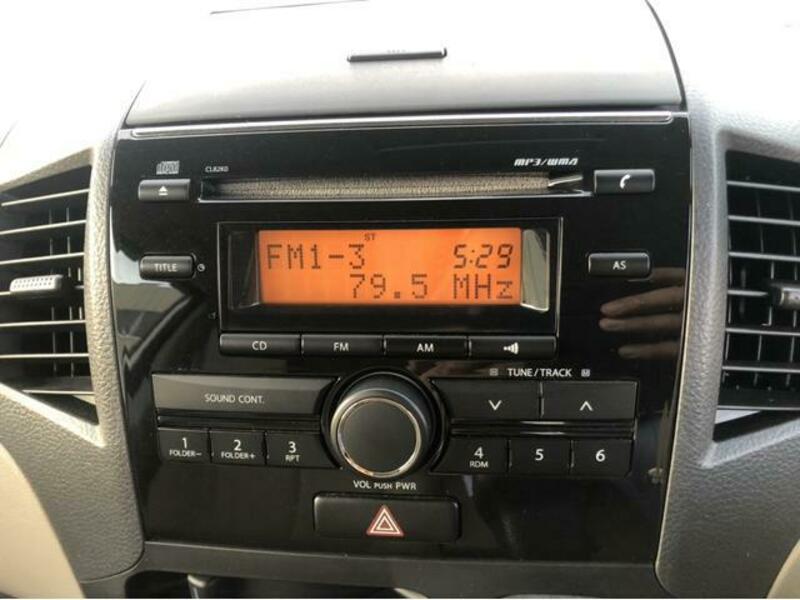 CL82K0
MP3/WMA
ST
FM1-3 5:29
79.5 MHz
TITLE
AS
CD FM AM
TUNE/TRACK
SOUND CONT.
1 2 3
FOLDER- FOLDER+ RPT
4 5 6
RDM
VOL PUSH PWR